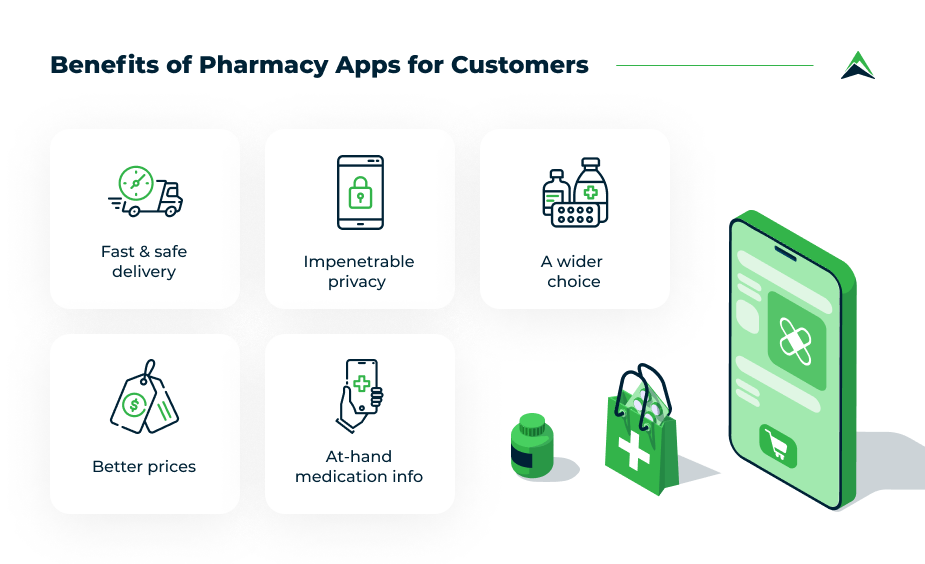 Benefits of Pharmacy Apps for Customers
Fast & safe
delivery
Impenetrable
privacy
A wider
choice
$
Better prices
At-hand
medication info